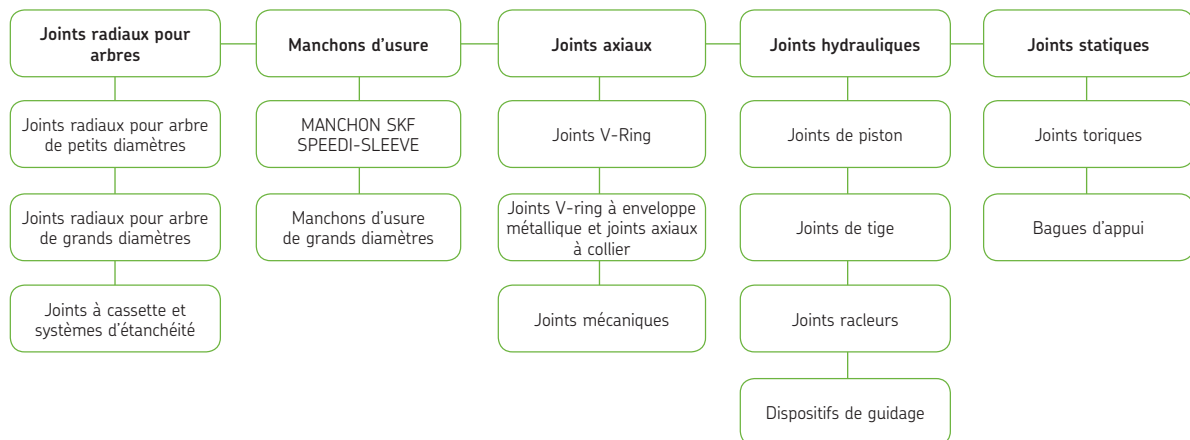 Joints radiaux pour
arbres
Manchons d'usure
Joints axiaux
Joints hydrauliques
Joints statiques
Joints radiaux pour arbre
de petits diamètres
MANCHON SKF
SPEEDI-SLEEVE
Joints V-Ring
Joints de piston
Joints toriques
Joints radiaux pour arbre
de grands diamètres
Manchons d'usure
de grands diamètres
Joints V-ring à enveloppe
métallique et joints axiaux
à collier
Joints de tige
Bagues d'appui
Joints à cassette et
systèmes d'étanchéité
Joints mécaniques
Joints racleurs
Dispositifs de guidage